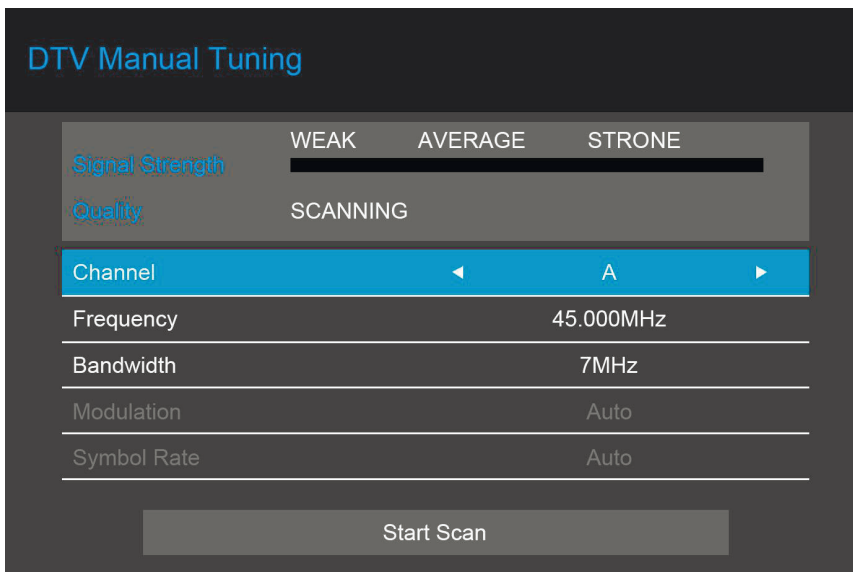 DTV Manual Tuning
WEAK AVERAGE STRONE
Signal Strength
Quality SCANNING
Channel A
Frequency 45.000MHz
Bandwidth 7MHz
Modulation Auto
Symbol Rate Auto
Start Scan